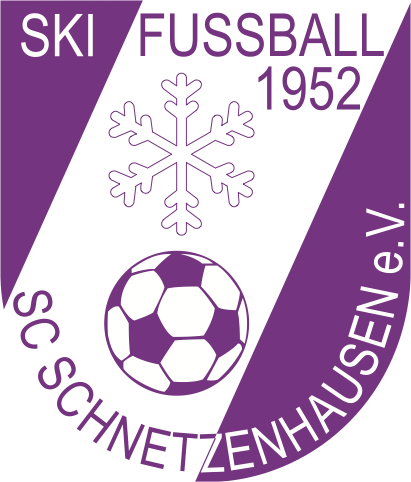 SKI FUSSBALL
1952
SC SCHNETZENHAUSEN e.V.